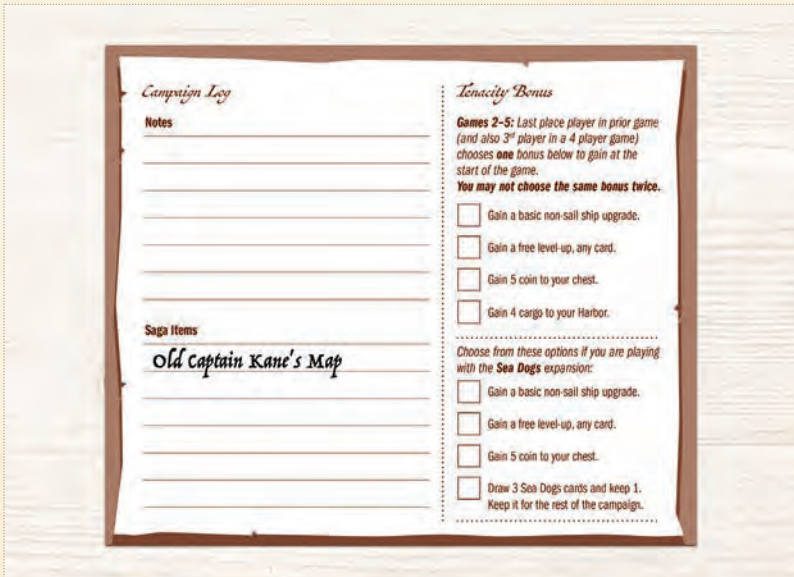 Campaign Log
Notes
Saga Items
Old Captain Kane's Map
Tenacity Bonus
Games 2–5: Last place player in prior game
(and also 3rd player in a 4 player game)
chooses one bonus below to gain at the
start of the game.
You may not choose the same bonus twice.
Gain a basic non-sail ship upgrade.
Gain a free level-up, any card.
Gain 5 coin to your chest.
Gain 4 cargo to your Harbor.
Choose from these options if you are playing
with the Sea Dogs expansion:
Gain a basic non-sail ship upgrade.
Gain a free level-up, any card.
Gain 5 coin to your chest.
Draw 3 Sea Dogs cards and keep 1.
Keep it for the rest of the campaign.